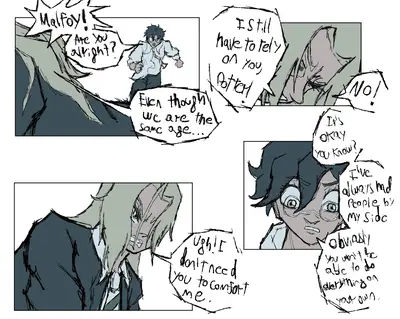 Malfoy!
Are you
alright?
Even though
we are the
same age...
I still
have to rely
on you,
Potter!
No!
It's
okay
you know?
I've
always had
people by
my side
Obviously
you won't be
able to do
everything on
your own..
Ugh! I
don't need
you to comfort
me.